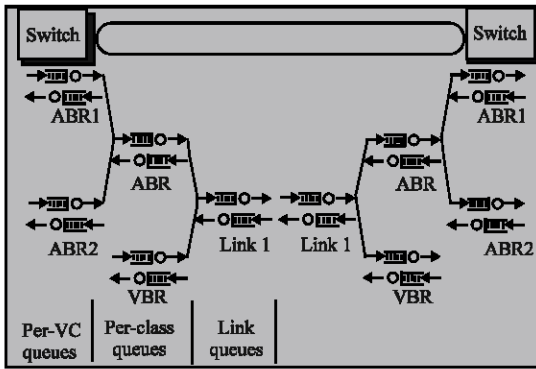 Switch
Switch
ABR1
ABR1
ABR
ABR
ABR2
Link 1
Link 1
ABR2
VBR
VBR
Per-VC
queues
Per-class
queues
Link
queues